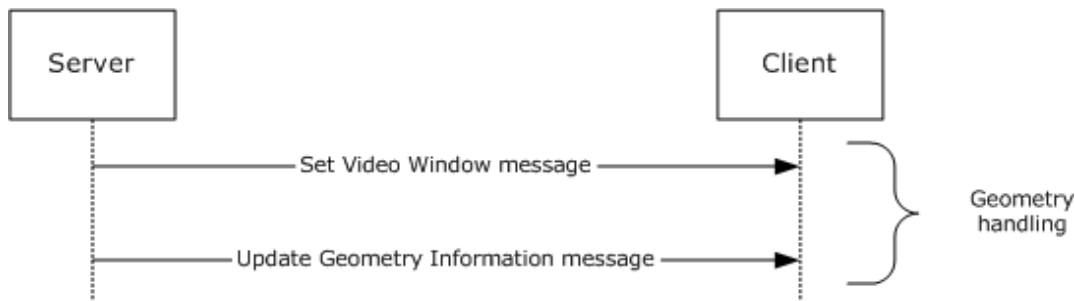 Server
Client
Set Video Window message
Geometry
handling
Update Geometry Information message